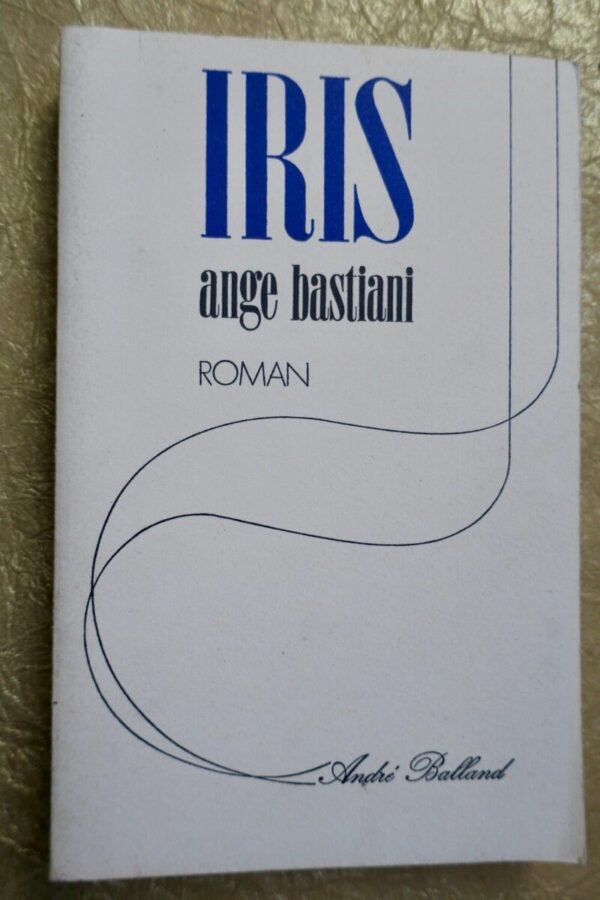 IRIS
ange bastiani
ROMAN
André Balland